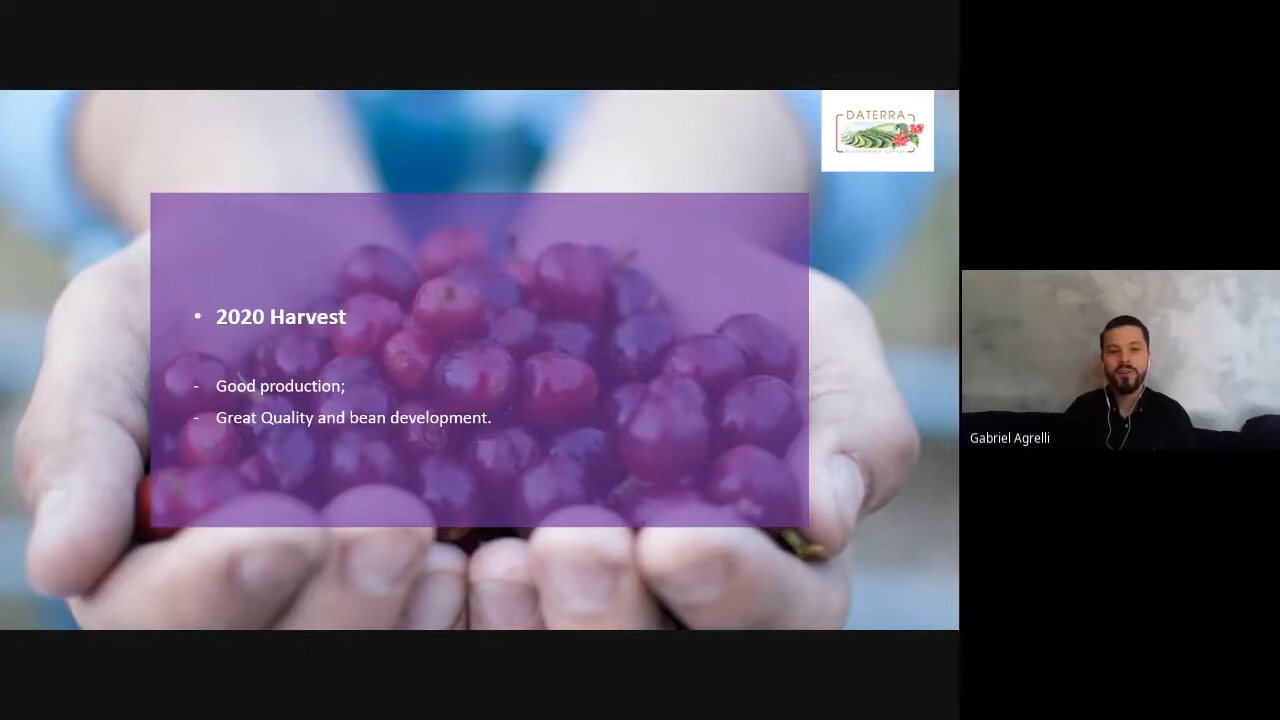 DATERRA
• 2020 Harvest
- Good production;
- Great Quality and bean development.
Gabriel Agrelli